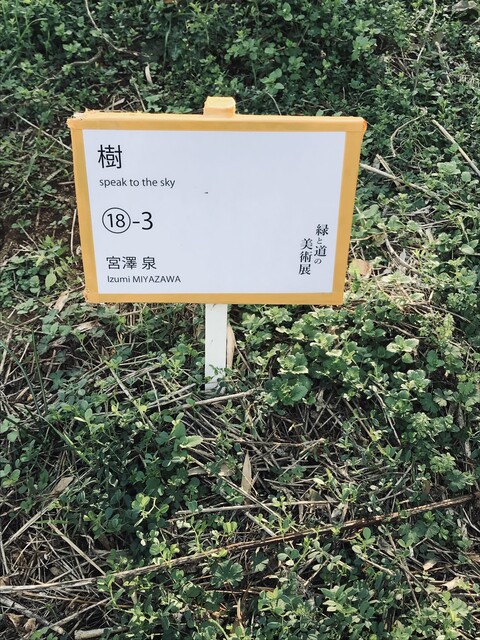 樹
speak to the sky
⑱-3
宮澤 泉
Izumi MIYAZAWA
緑と道の
美術展